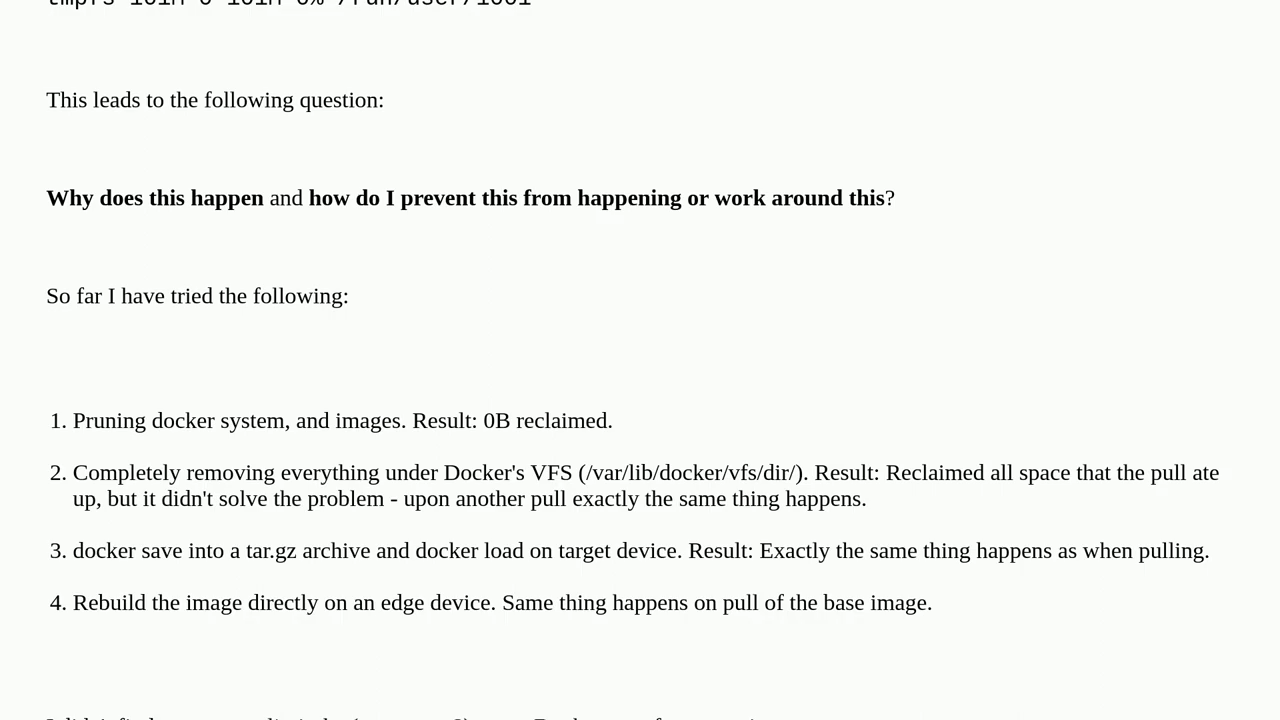 This leads to the following question:
Why does this happen and how do I prevent this from happening or work around this?
So far I have tried the following:
1. Pruning docker system, and images. Result: 0B reclaimed.
2. Completely removing everything under Docker's VFS (/var/lib/docker/vfs/dir/). Result: Reclaimed all space that the pull ate
up, but it didn't solve the problem - upon another pull exactly the same thing happens.
3. docker save into a tar.gz archive and docker load on target device. Result: Exactly the same thing happens as when pulling.
4. Rebuild the image directly on an edge device. Same thing happens on pull of the base image.